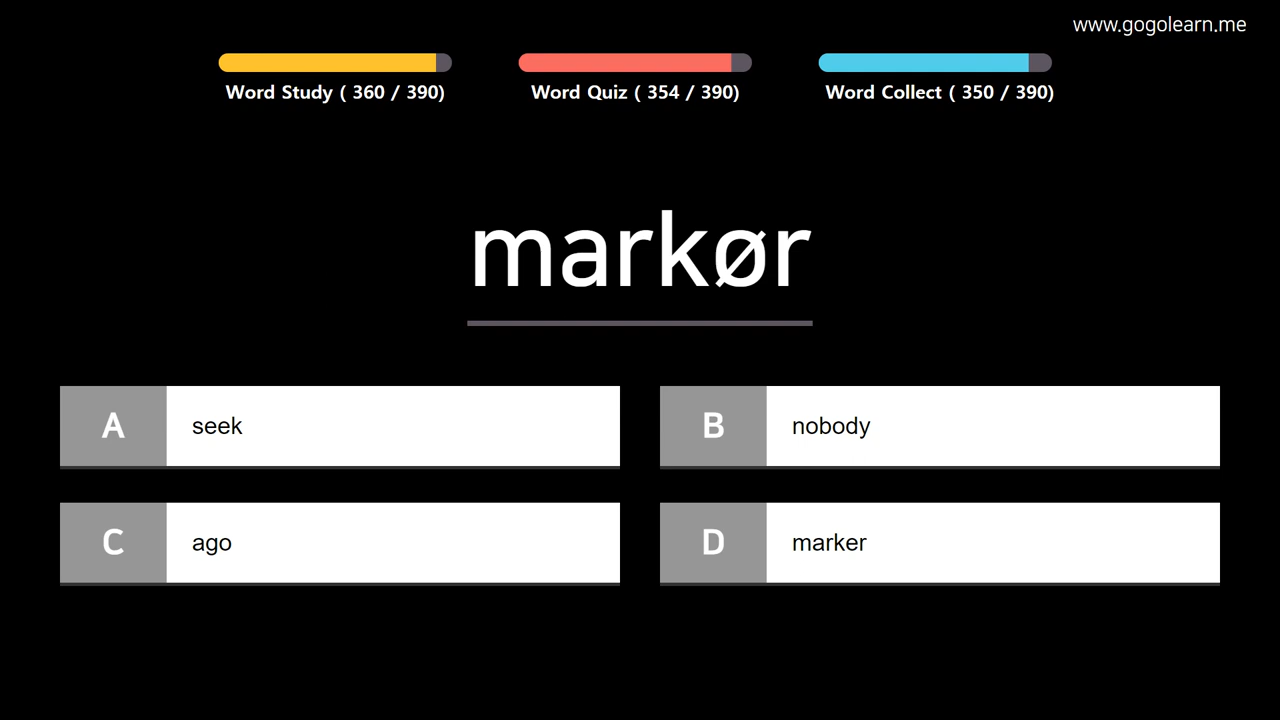 www.gogolearn.me
Word Study ( 360 / 390)
Word Quiz ( 354 / 390)
Word Collect ( 350 / 390)
markør
A seek
B nobody
C ago
D marker